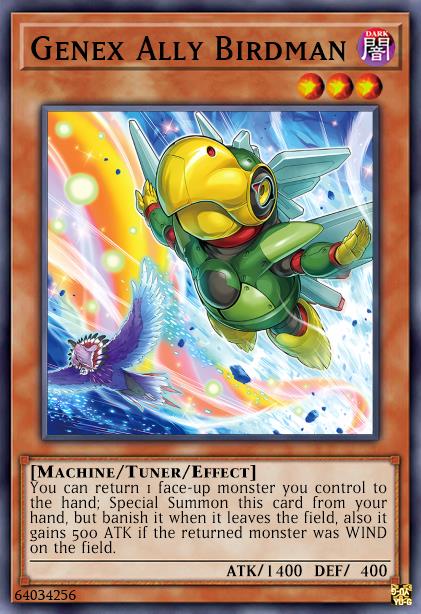 Genex Ally Birdman
DARK
闇
[Machine/Tuner/Effect]
You can return 1 face-up monster you control
to the hand; Special Summon this card from your
hand, but banish it when it leaves the field, also it
gains 500 ATK if the returned monster was WIND
on the field.
ATK/1400 DEF/ 400
64034256